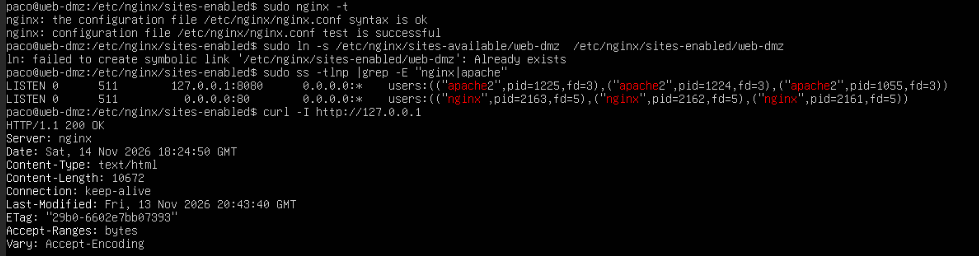 paco@web-dmz:/etc/nginx/sites-enabled$ sudo nginx -t
nginx: the configuration file /etc/nginx/nginx.conf syntax is ok
nginx: configuration file /etc/nginx/nginx.conf test is successful
paco@web-dmz:/etc/nginx/sites-enabled$ sudo ln -s /etc/nginx/sites-available/web-dmz  /etc/nginx/sites-enabled/web-dmz
ln: failed to create symbolic link '/etc/nginx/sites-enabled/web-dmz': Already exists
paco@web-dmz:/etc/nginx/sites-enabled$ sudo ss -tlnp |grep -E "nginx|apache"
LISTEN 0      511        127.0.0.1:8080      0.0.0.0:*    users:(("apache2",pid=1225,fd=3),("apache2",pid=1224,fd=3),("apache2",pid=1055,fd=3))
LISTEN 0      511          0.0.0.0:80        0.0.0.0:*    users:(("nginx",pid=2163,fd=5),("nginx",pid=2162,fd=5),("nginx",pid=2161,fd=5))
paco@web-dmz:/etc/nginx/sites-enabled$ curl -I http://127.0.0.1
HTTP/1.1 200 OK
Server: nginx
Date: Sat, 14 Nov 2026 18:24:50 GMT
Content-Type: text/html
Content-Length: 10672
Connection: keep-alive
Last-Modified: Fri, 13 Nov 2026 20:43:40 GMT
ETag: "29b0-6602e7bb07393"
Accept-Ranges: bytes
Vary: Accept-Encoding